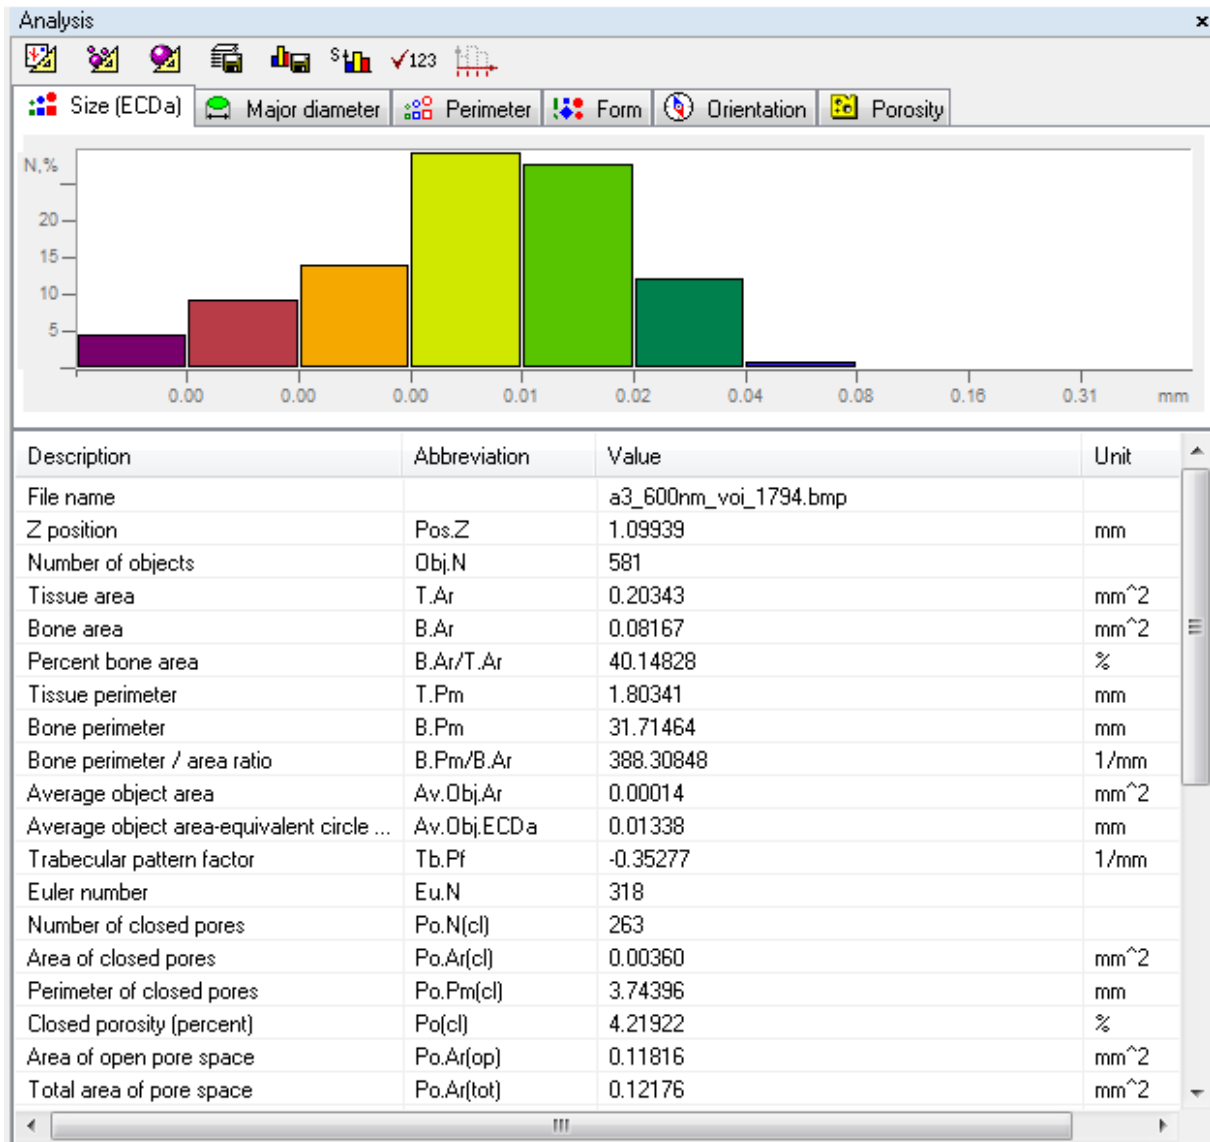 Analysis
S
123
Size (ECDa) Major diameter Perimeter Form Orientation Porosity
N,%
20
15
10
5
0.00 0.00 0.00 0.01 0.02 0.04 0.08 0.16 0.31 mm
Description Abbreviation Value Unit
File name a3_600nm_voi_1794.bmp
Z position Pos.Z 1.09939 mm
Number of objects Obj.N 581
Tissue area T.Ar 0.20343 mm^2
Bone area B.Ar 0.08167 mm^2
Percent bone area B.Ar/T.Ar 40.14828 %
Tissue perimeter T.Pm 1.80341 mm
Bone perimeter B.Pm 31.71464 mm
Bone perimeter / area ratio B.Pm/B.Ar 388.30848 1/mm
Average object area Av.Obj.Ar 0.00014 mm^2
Average object area-equivalent circle ... Av.Obj.ECDa 0.01338 mm
Trabecular pattern factor Tb.Pf -0.35277 1/mm
Euler number Eu.N 318
Number of closed pores Po.N(cl) 263
Area of closed pores Po.Ar(cl) 0.00360 mm^2
Perimeter of closed pores Po.Pm(cl) 3.74396 mm
Closed porosity (percent) Po(cl) 4.21922 %
Area of open pore space Po.Ar(op) 0.11816 mm^2
Total area of pore space Po.Ar(tot) 0.12176 mm^2